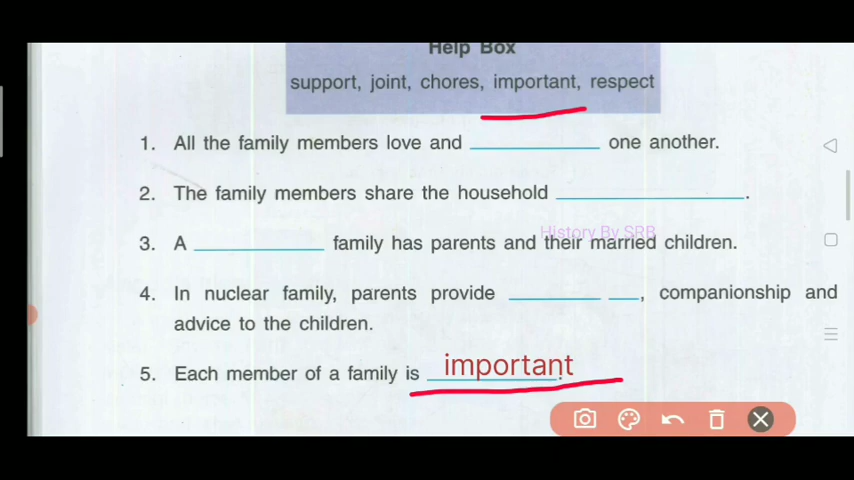 Help Box
support, joint, chores, important, respect
1. All the family members love and ____________ one another.
2. The family members share the household ____________.
History By SRB
3. A ____________ family has parents and their married children.
4. In nuclear family, parents provide ____________ ___, companionship and
advice to the children.
5. Each member of a family is important.